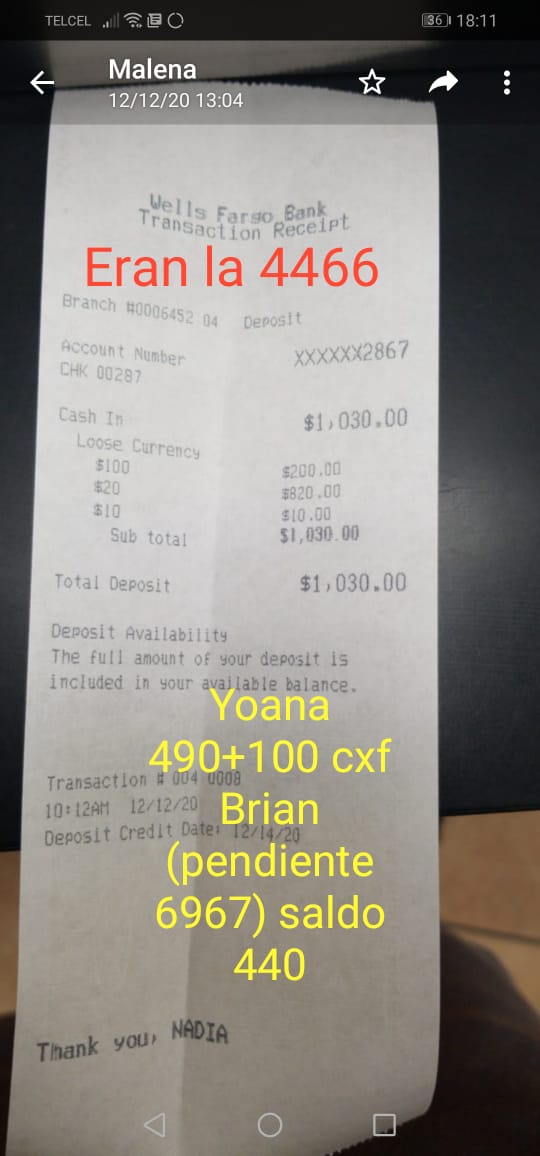 TELCEL 36 18:11
Malena
12/12/20 13:04
Wells Fargo Bank
Transaction Receipt
Eran la 4466
Branch #0006452 04 Deposit
Account Number XXXXXX2867
CHK 00287
Cash In $1,030.00
Loose Currency
$100 $200.00
$20 $820.00
$10 $10.00
Sub total $1,030.00
Total Deposit $1,030.00
Deposit Availability
The full amount of your deposit is
included in your available balance.
Yoana
490+100 cxf
Transaction # 004 0008
10:12AM 12/12/20
Brian
Deposit Credit Date: 12/14/20
(pendiente
6967) saldo
440
Thank you, NADIA